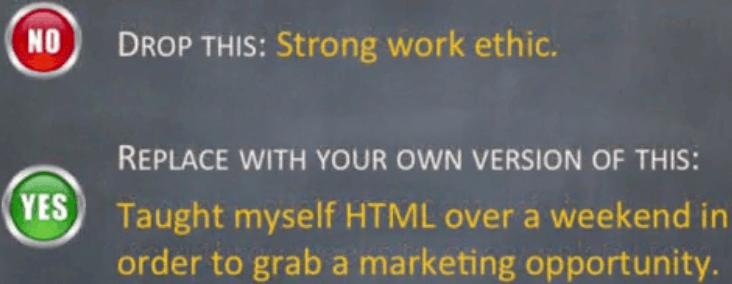 NO DROP THIS: Strong work ethic.
REPLACE WITH YOUR OWN VERSION OF THIS:
YES Taught myself HTML over a weekend in
order to grab a marketing opportunity.